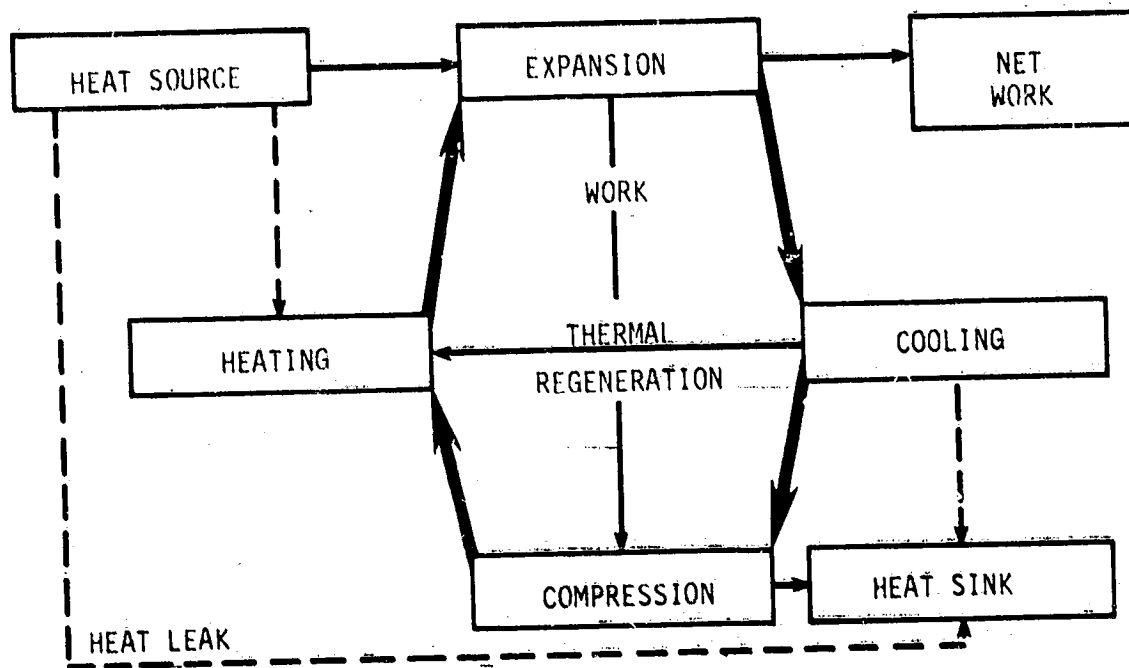 HEAT SOURCE
EXPANSION
NET
WORK
WORK
HEATING
THERMAL
REGENERATION
COOLING
COMPRESSION
HEAT SINK
HEAT LEAK